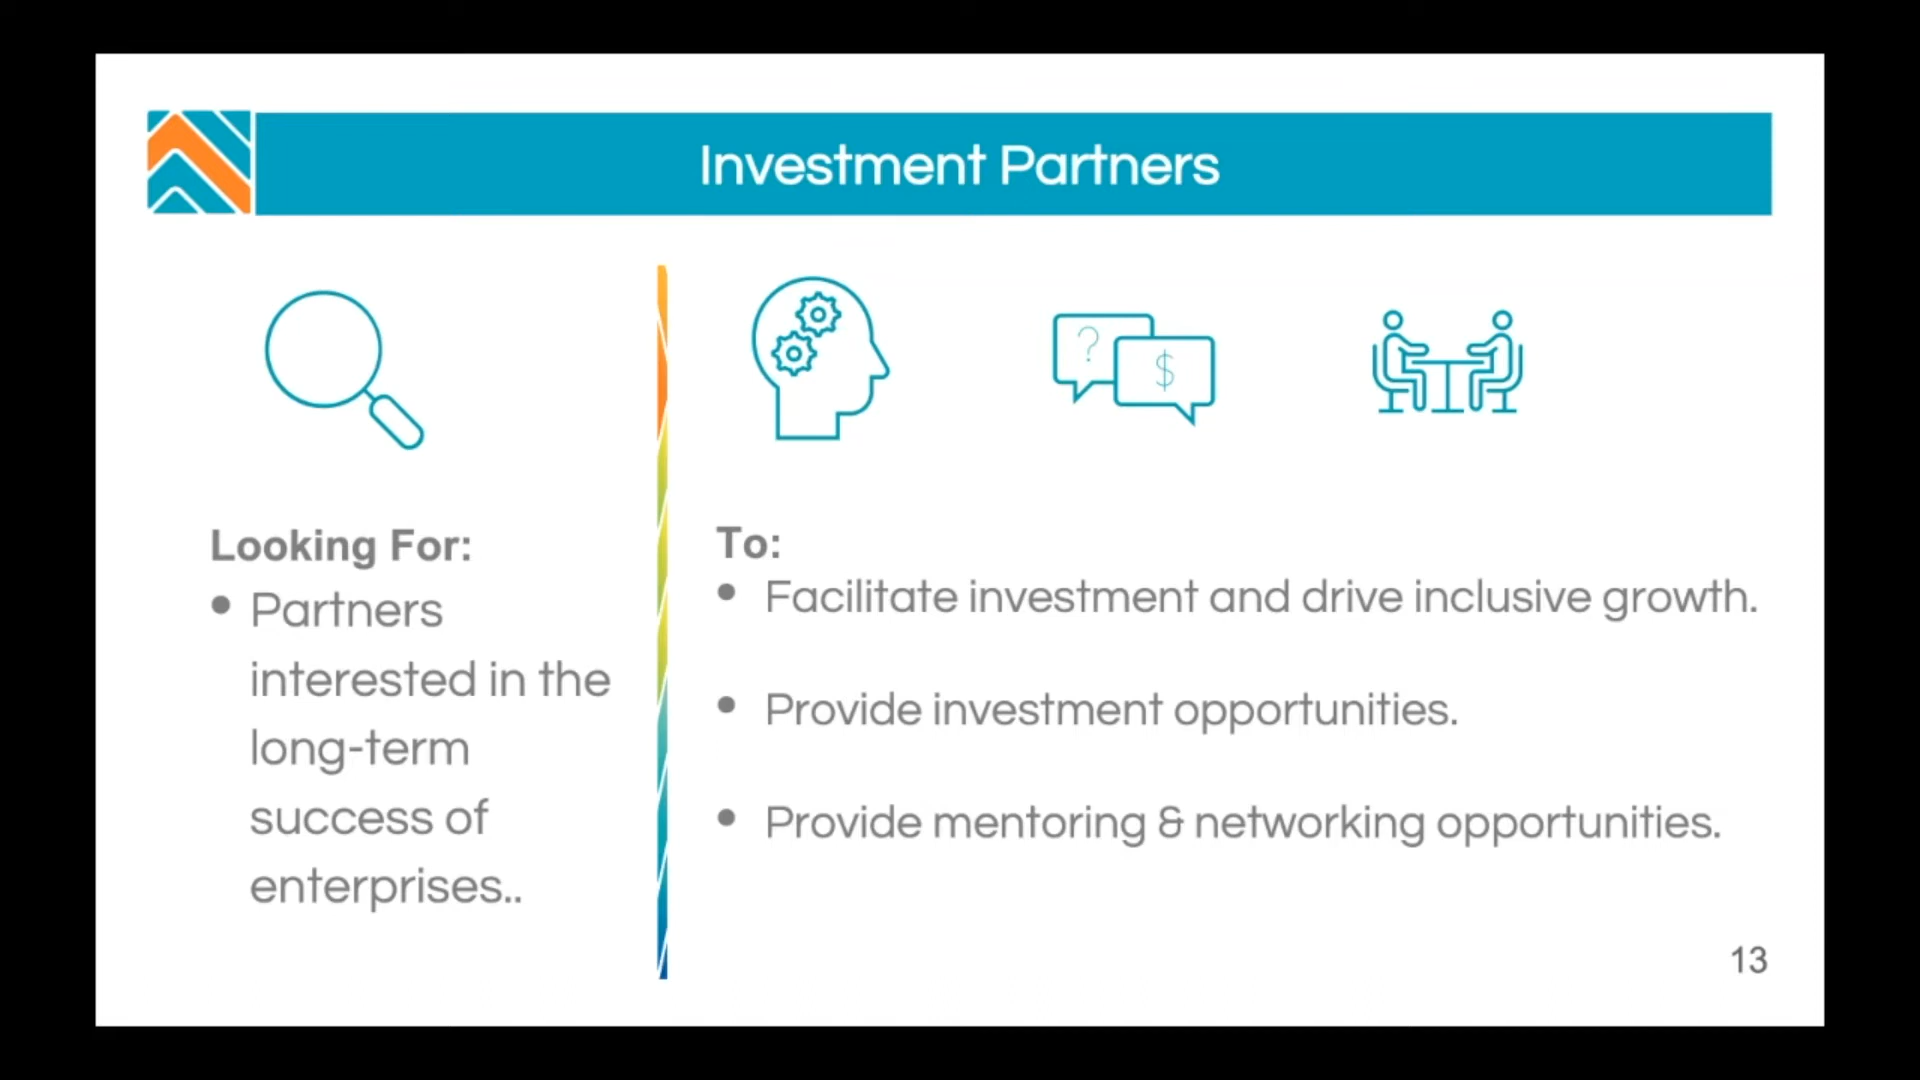 Investment Partners
?
$
Looking For:
• Partners
interested in the
long-term
success of
enterprises..
To:
• Facilitate investment and drive inclusive growth.
• Provide investment opportunities.
• Provide mentoring & networking opportunities.
13